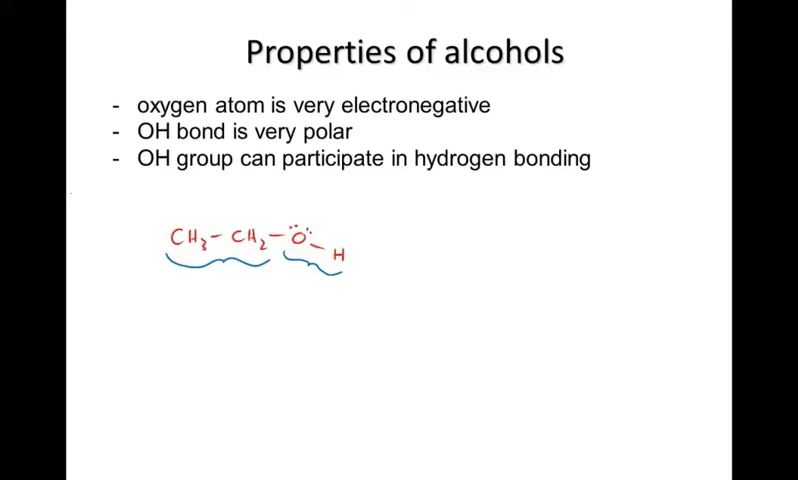 Properties of alcohols
- oxygen atom is very electronegative
- OH bond is very polar
- OH group can participate in hydrogen bonding
CH₃ – CH₂ – O
– H